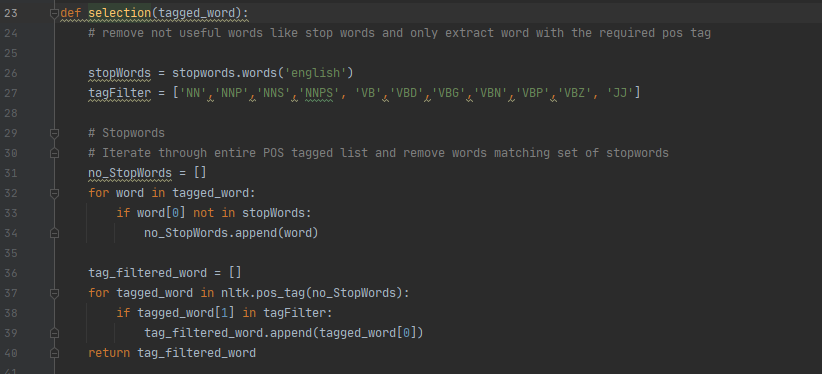 23 def selection(tagged_word):
24 # remove not useful words like stop words and only extract word with the required pos tag
25
26 stopWords = stopwords.words('english')
27 tagFilter = ['NN','NNP','NNS','NNPS', 'VB','VBD','VBG','VBN','VBP','VBZ', 'JJ']
28
29 # Stopwords
30 # Iterate through entire POS tagged list and remove words matching set of stopwords
31 no_StopWords = []
32 for word in tagged_word:
33 if word[0] not in stopWords:
34 no_StopWords.append(word)
35
36 tag_filtered_word = []
37 for tagged_word in nltk.pos_tag(no_StopWords):
38 if tagged_word[1] in tagFilter:
39 tag_filtered_word.append(tagged_word[0])
40 return tag_filtered_word
41